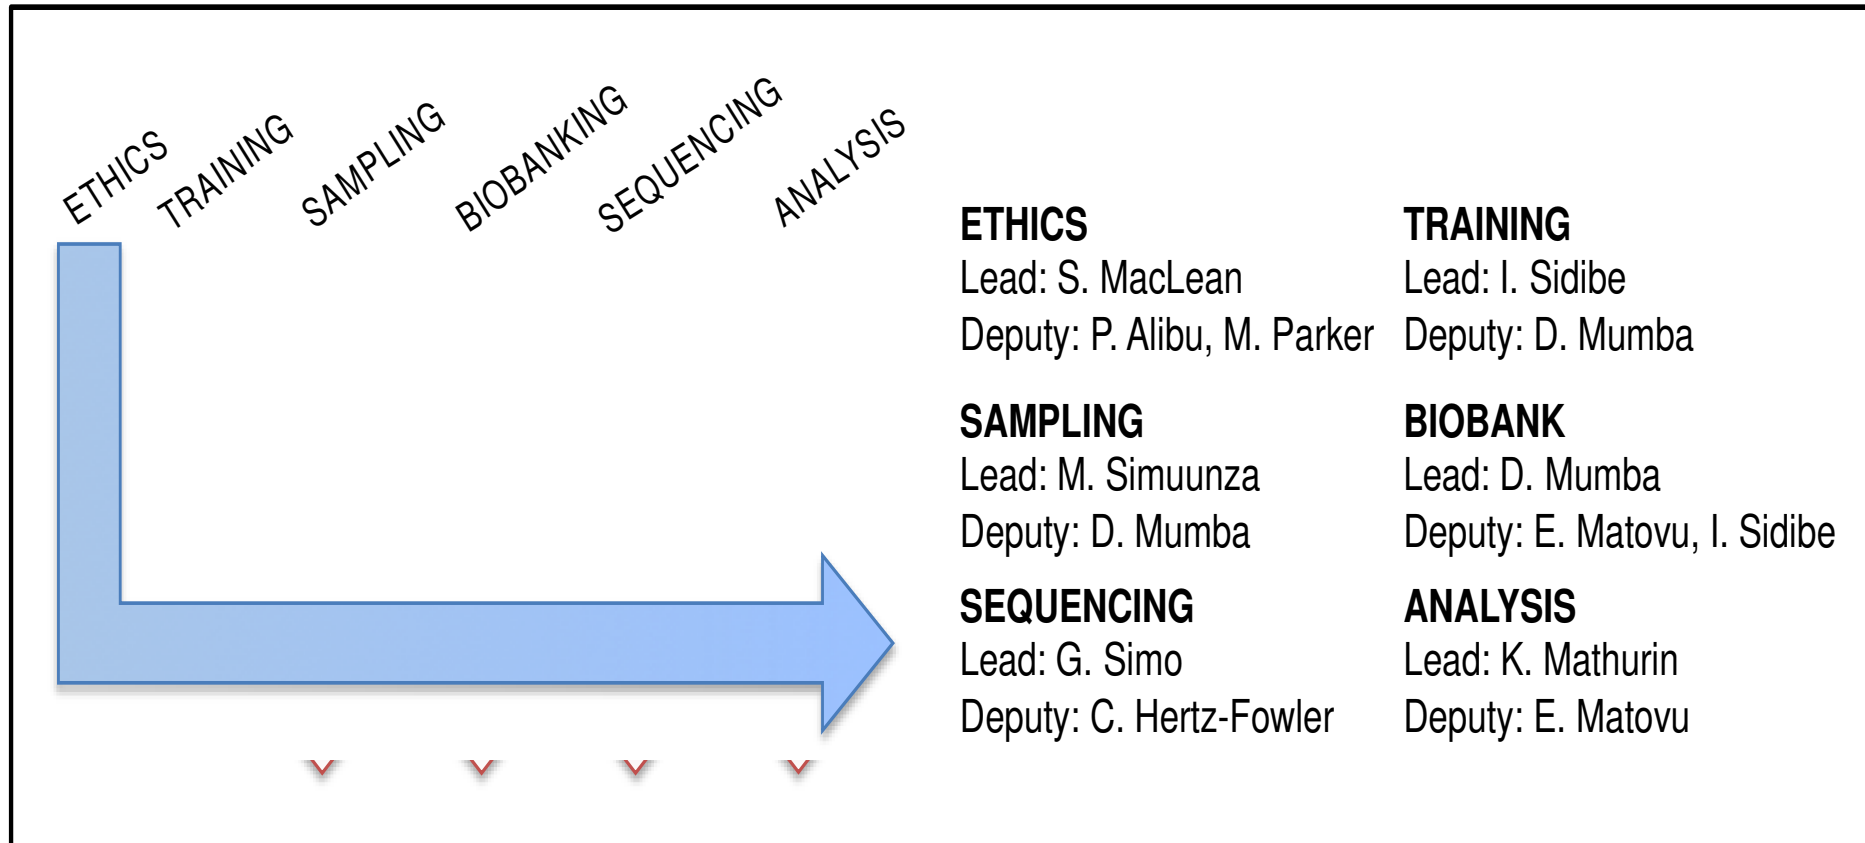 ETHICS
TRAINING
SAMPLING
BIOBANKING
SEQUENCING
ANALYSIS
ETHICS
Lead: S. MacLean
Deputy: P. Alibu, M. Parker
TRAINING
Lead: I. Sidibe
Deputy: D. Mumba
SAMPLING
Lead: M. Simuunza
Deputy: D. Mumba
BIOBANK
Lead: D. Mumba
Deputy: E. Matovu, I. Sidibe
SEQUENCING
Lead: G. Simo
Deputy: C. Hertz-Fowler
ANALYSIS
Lead: K. Mathurin
Deputy: E. Matovu